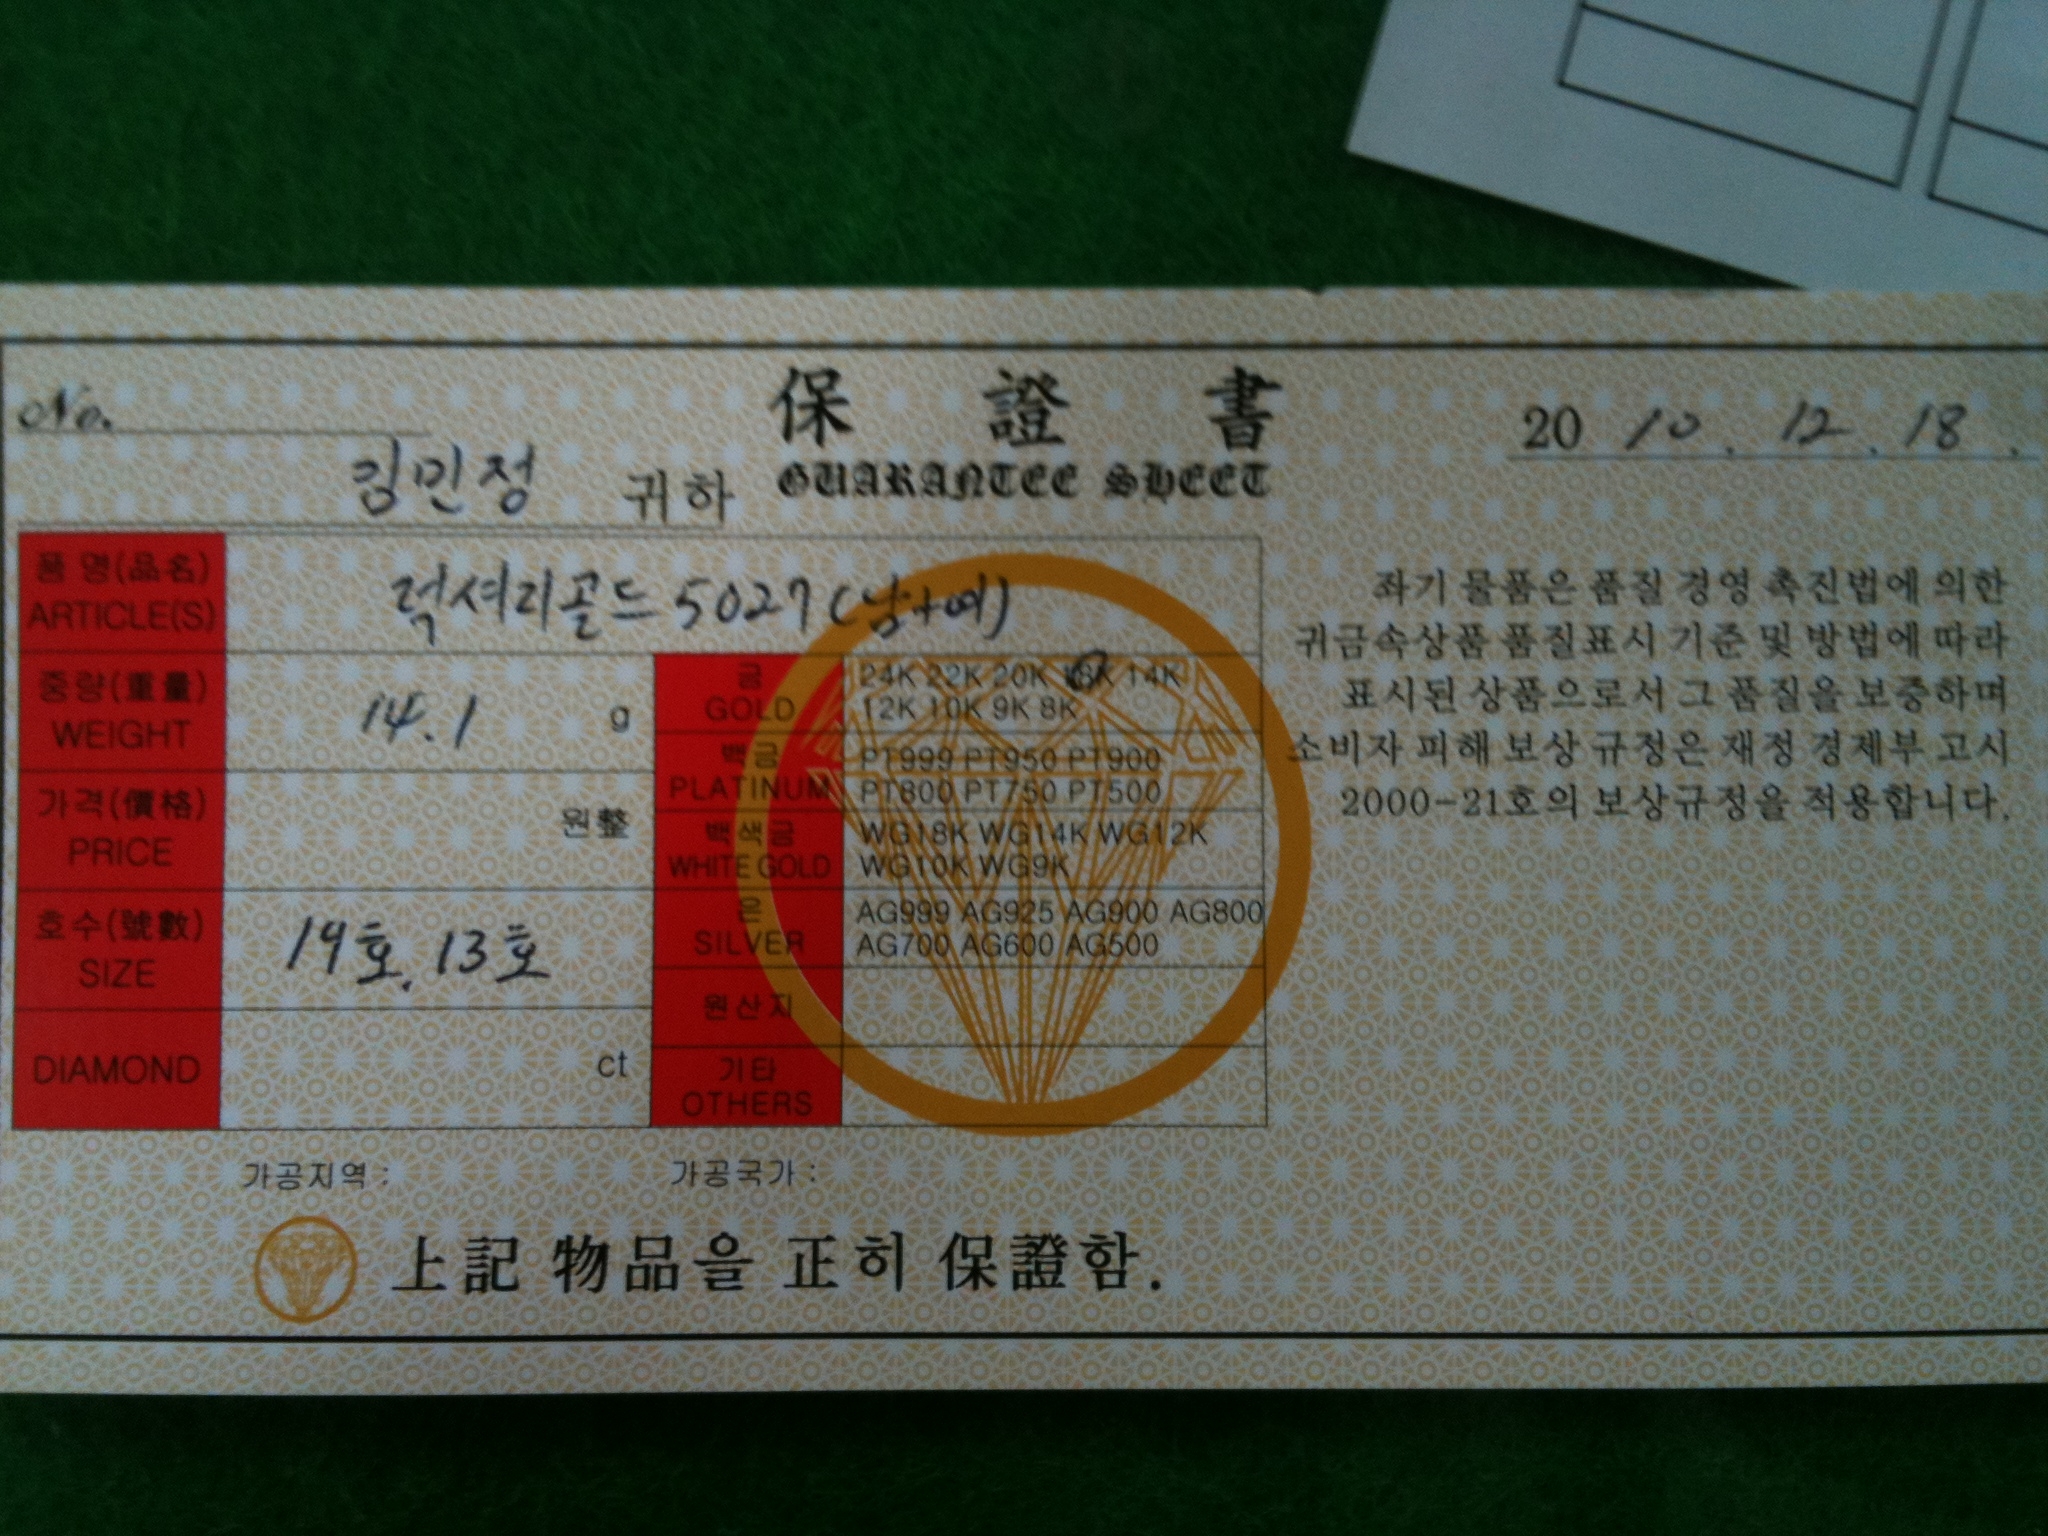 No.
保 證 書
20 10 . 12 . 18 .
김민정 귀하
GUARANTEE SHEET
품 명(品名)
ARTICLE(S)
럭셔리골드 5027 (남+여)
중량(重量)
WEIGHT
14.1 g
가격(價格)
PRICE
원整
호수(號數)
SIZE
19호. 13호
DIAMOND
ct
금
GOLD
24K 22K 20K 18K 14K
12K 10K 9K 8K
백금
PLATINUM
PT999 PT950 PT900
PT800 PT750 PT500
백색금
WHITE GOLD
WG18K WG14K WG12K
WG10K WG9K
은
SILVER
AG999 AG925 AG900 AG800
AG700 AG600 AG500
원산지
기타
OTHERS
좌기 물품은 품질 경영 촉진법에 의한
귀금속상품 품질표시 기준 및 방법에 따라
표시된 상품으로서 그 품질을 보증하며
소비자 피해 보상 규정은 재정 경제부 고시
2000-21호의 보상규정을 적용합니다.
가공지역 :
가공국가 :
上記 物品을 正히 保證함.